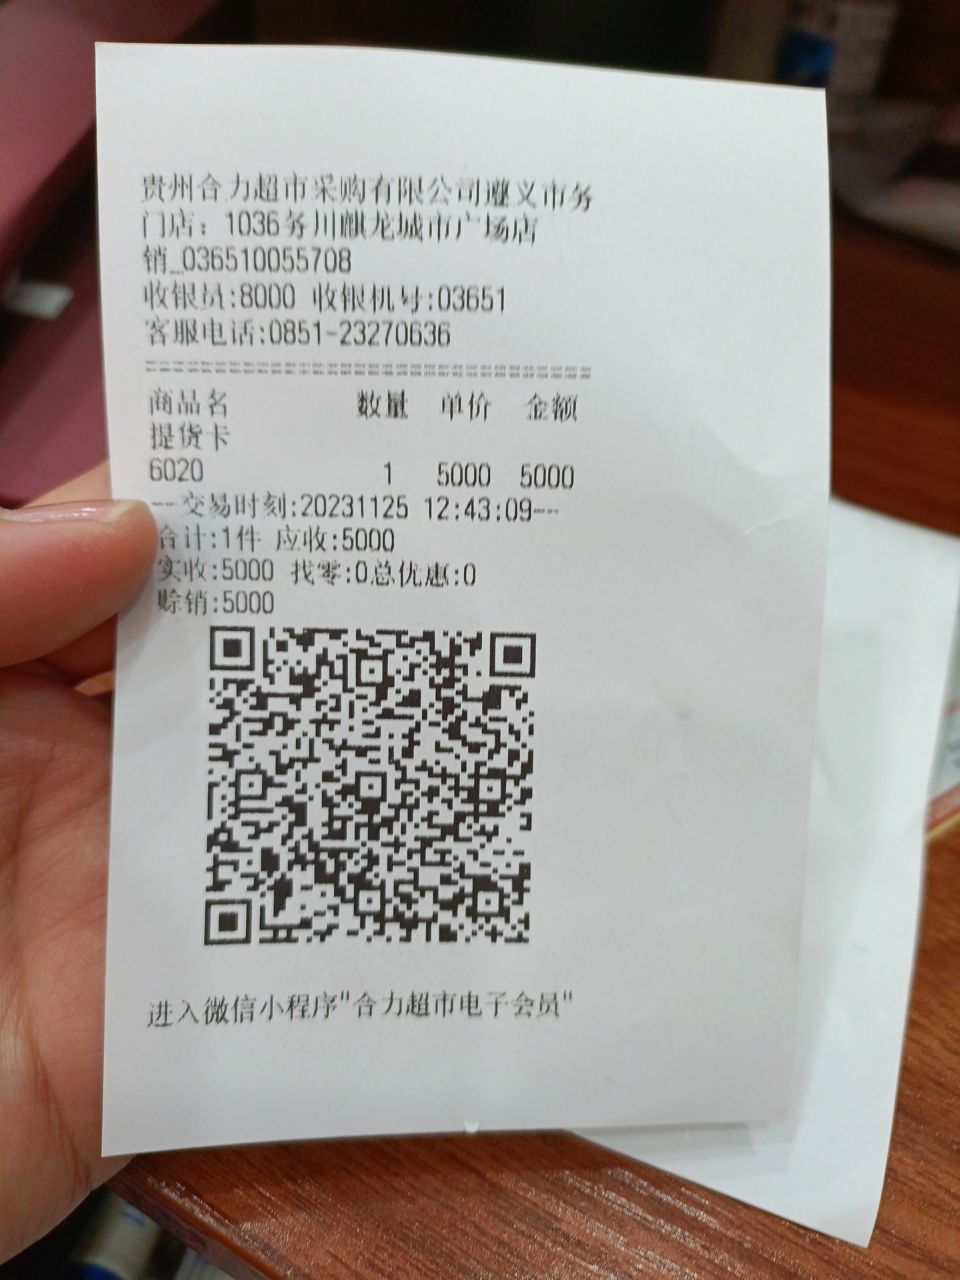 贵州合力超市采购有限公司遵义市务
门店：1036务川麒龙城市广场店
销_036510055708
收银员:8000 收银机号:03651
客服电话:0851-23270636
商品名 数量 单价 金额
提货卡
6020 1 5000 5000
--交易时刻:20231125 12:43:09--
合计:1件 应收:5000
实收:5000 找零:0总优惠:0
赊销:5000
进入微信小程序"合力超市电子会员"